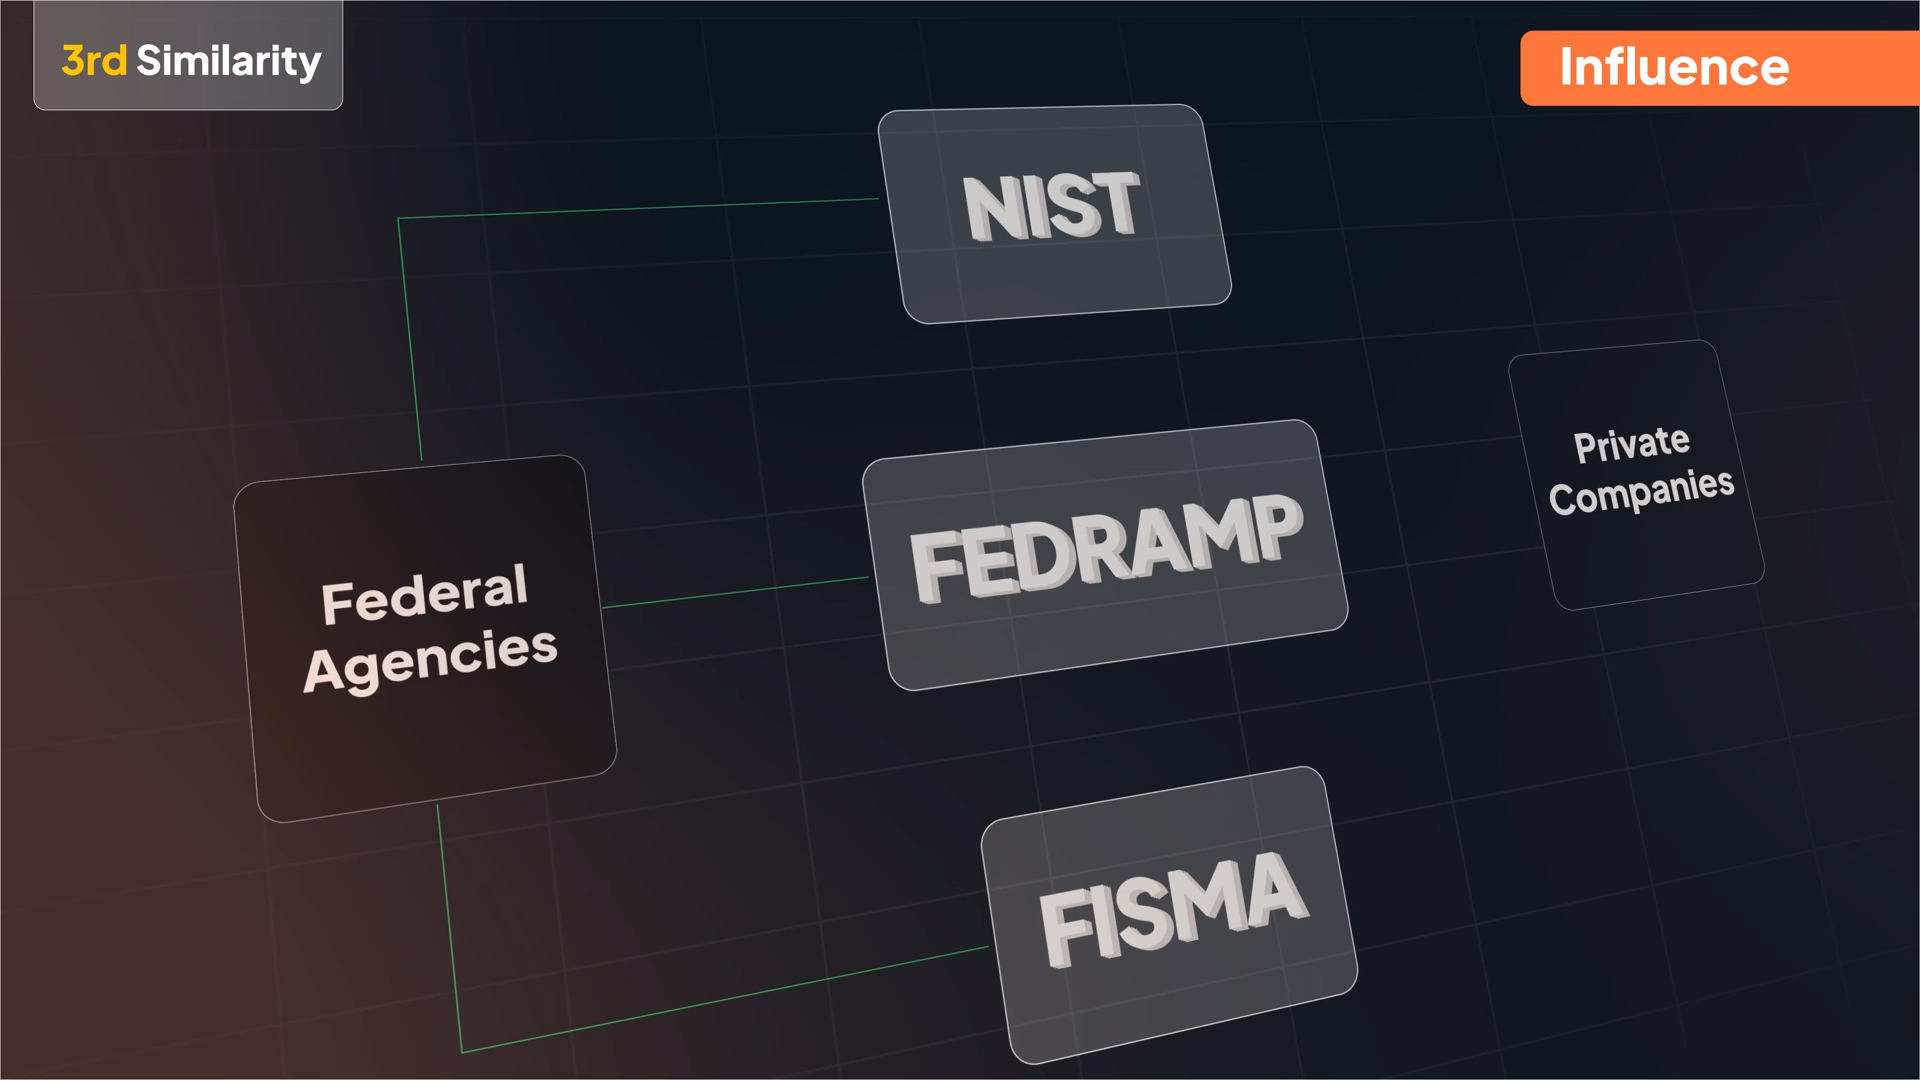 3rd Similarity
Influence
NIST
Private
Companies
FEDRAMP
Federal
Agencies
FISMA